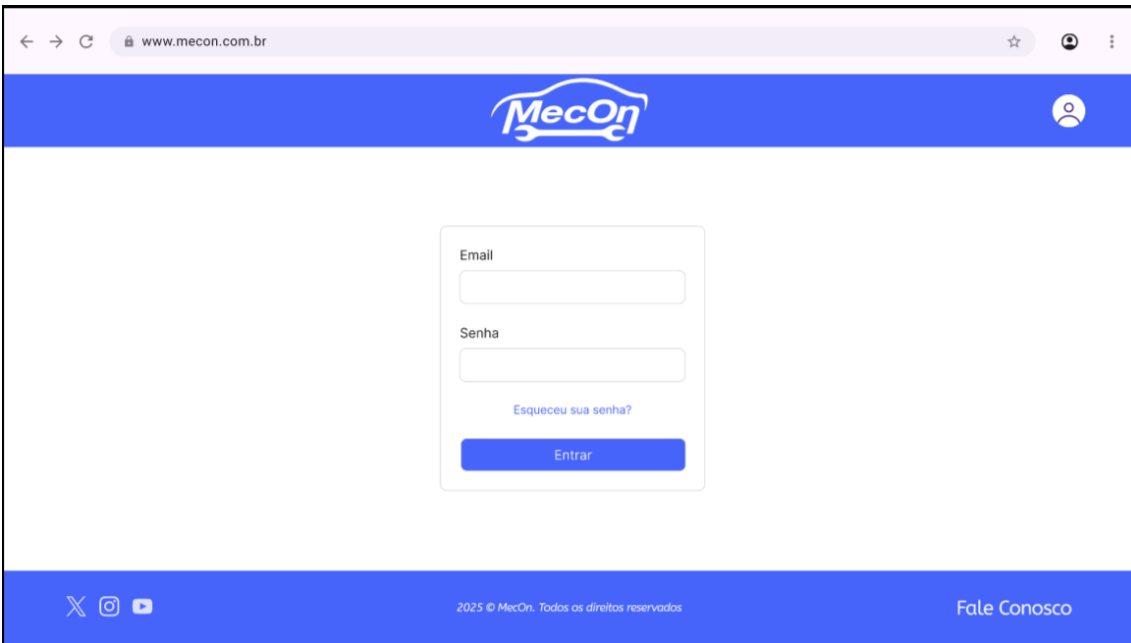 www.mecon.com.br
MecOn
Email
Senha
Esqueceu sua senha?
Entrar
2025 © MecOn. Todos os direitos reservados
Fale Conosco